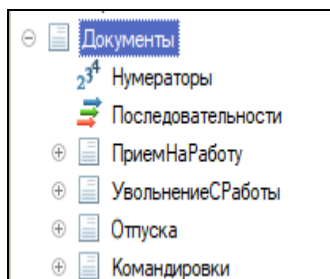 Документы
Нумераторы
Последовательности
ПриемНаРаботу
УвольнениеСРаботы
Отпуска
Командировки